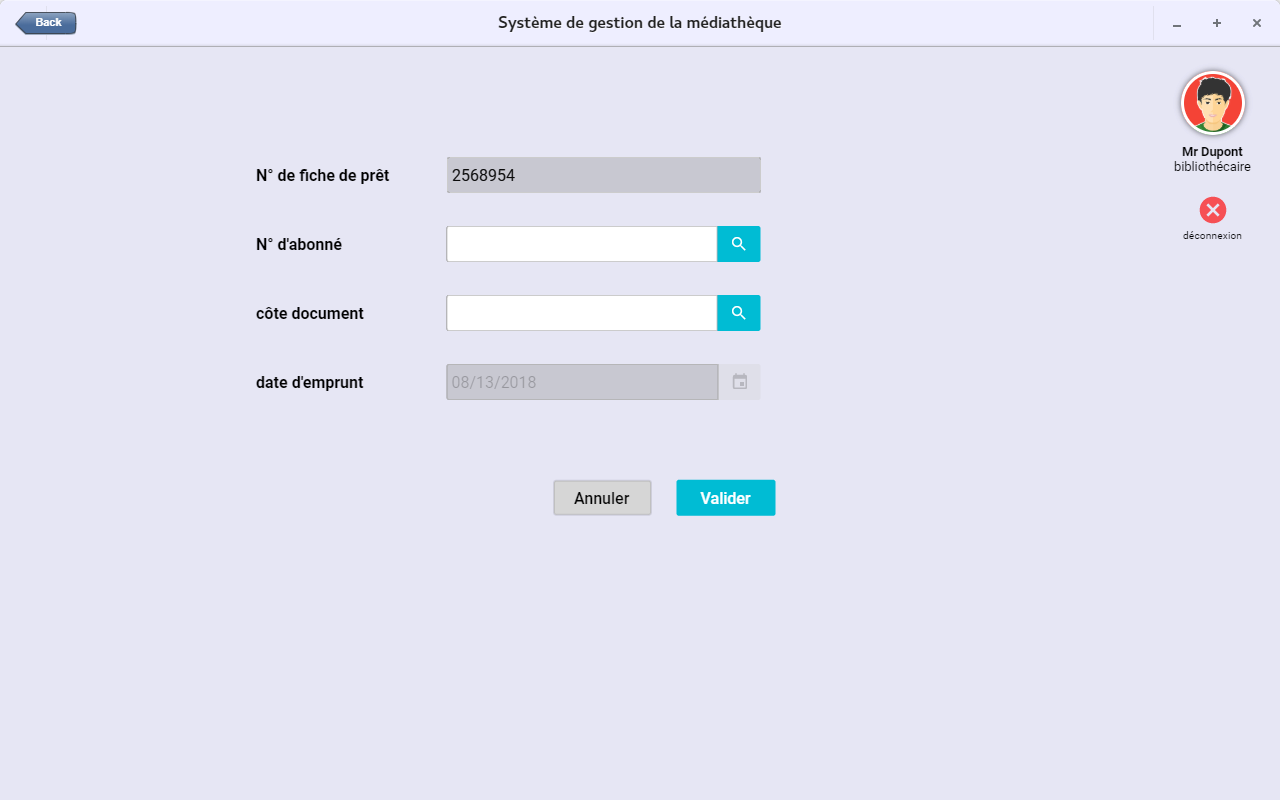 Back
Système de gestion de la médiathèque
Mr Dupont
bibliothécaire
déconnexion
N° de fiche de prêt
2568954
N° d'abonné
côte document
date d'emprunt
08/13/2018
Annuler
Valider